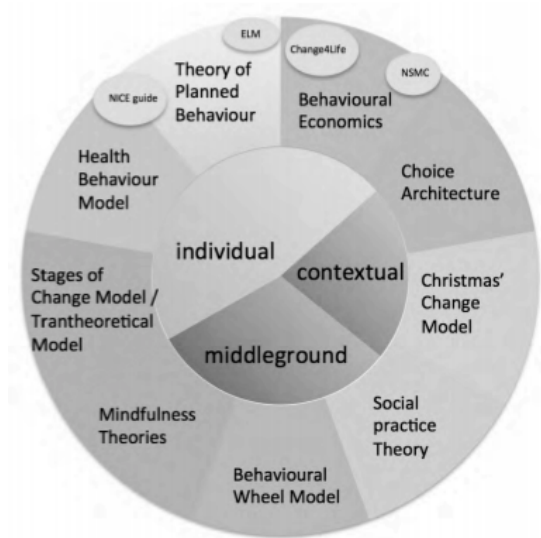 ELM
Change4Life
NSMC
NICE guide
Theory of
Planned
Behaviour
Behavioural
Economics
Health
Behaviour
Model
Choice
Architecture
individual
contextual
middleground
Stages of
Change Model /
Trantheoretical
Model
Christmas'
Change
Model
Mindfulness
Theories
Social
practice
Theory
Behavioural
Wheel Model